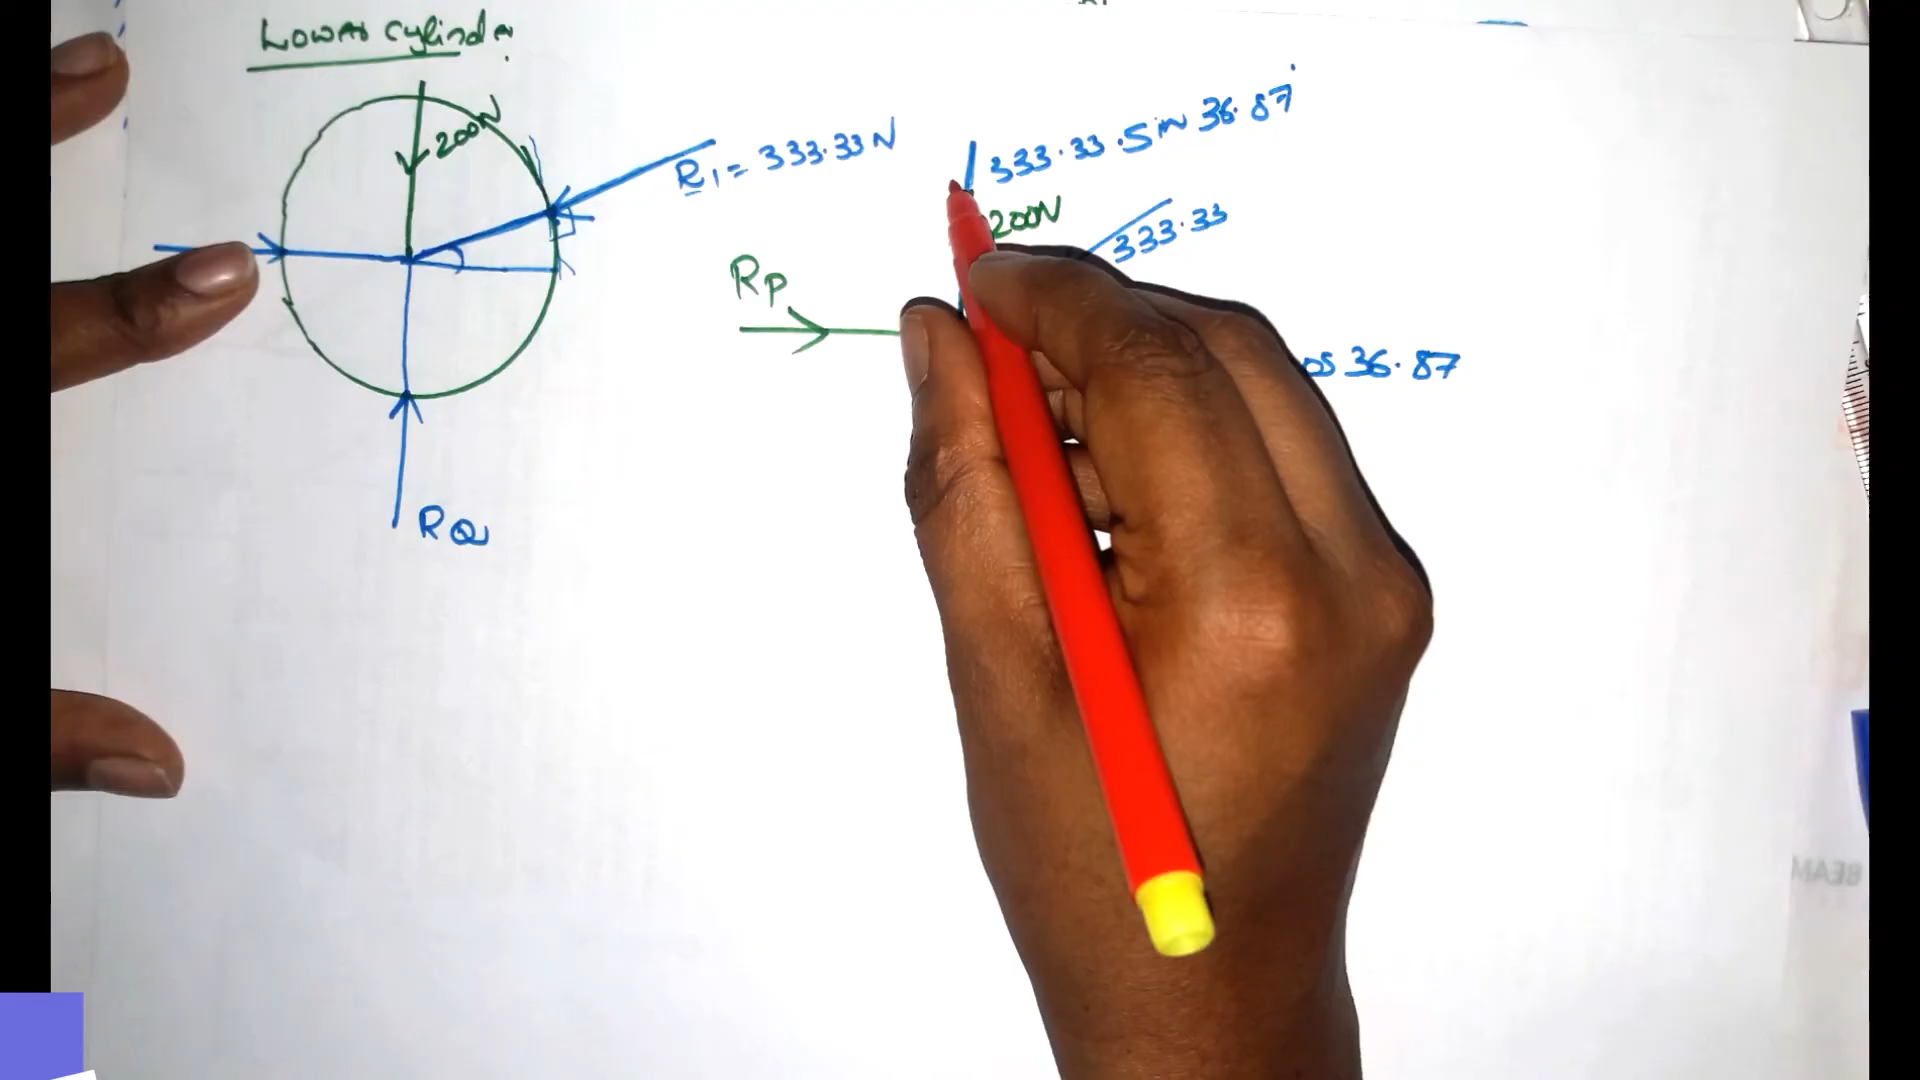 Lower cylinder
200N
R1 = 333.33 N
RQ
333.33.Sin 36.87
200N
333.33
RP
os 36.87
BEAM